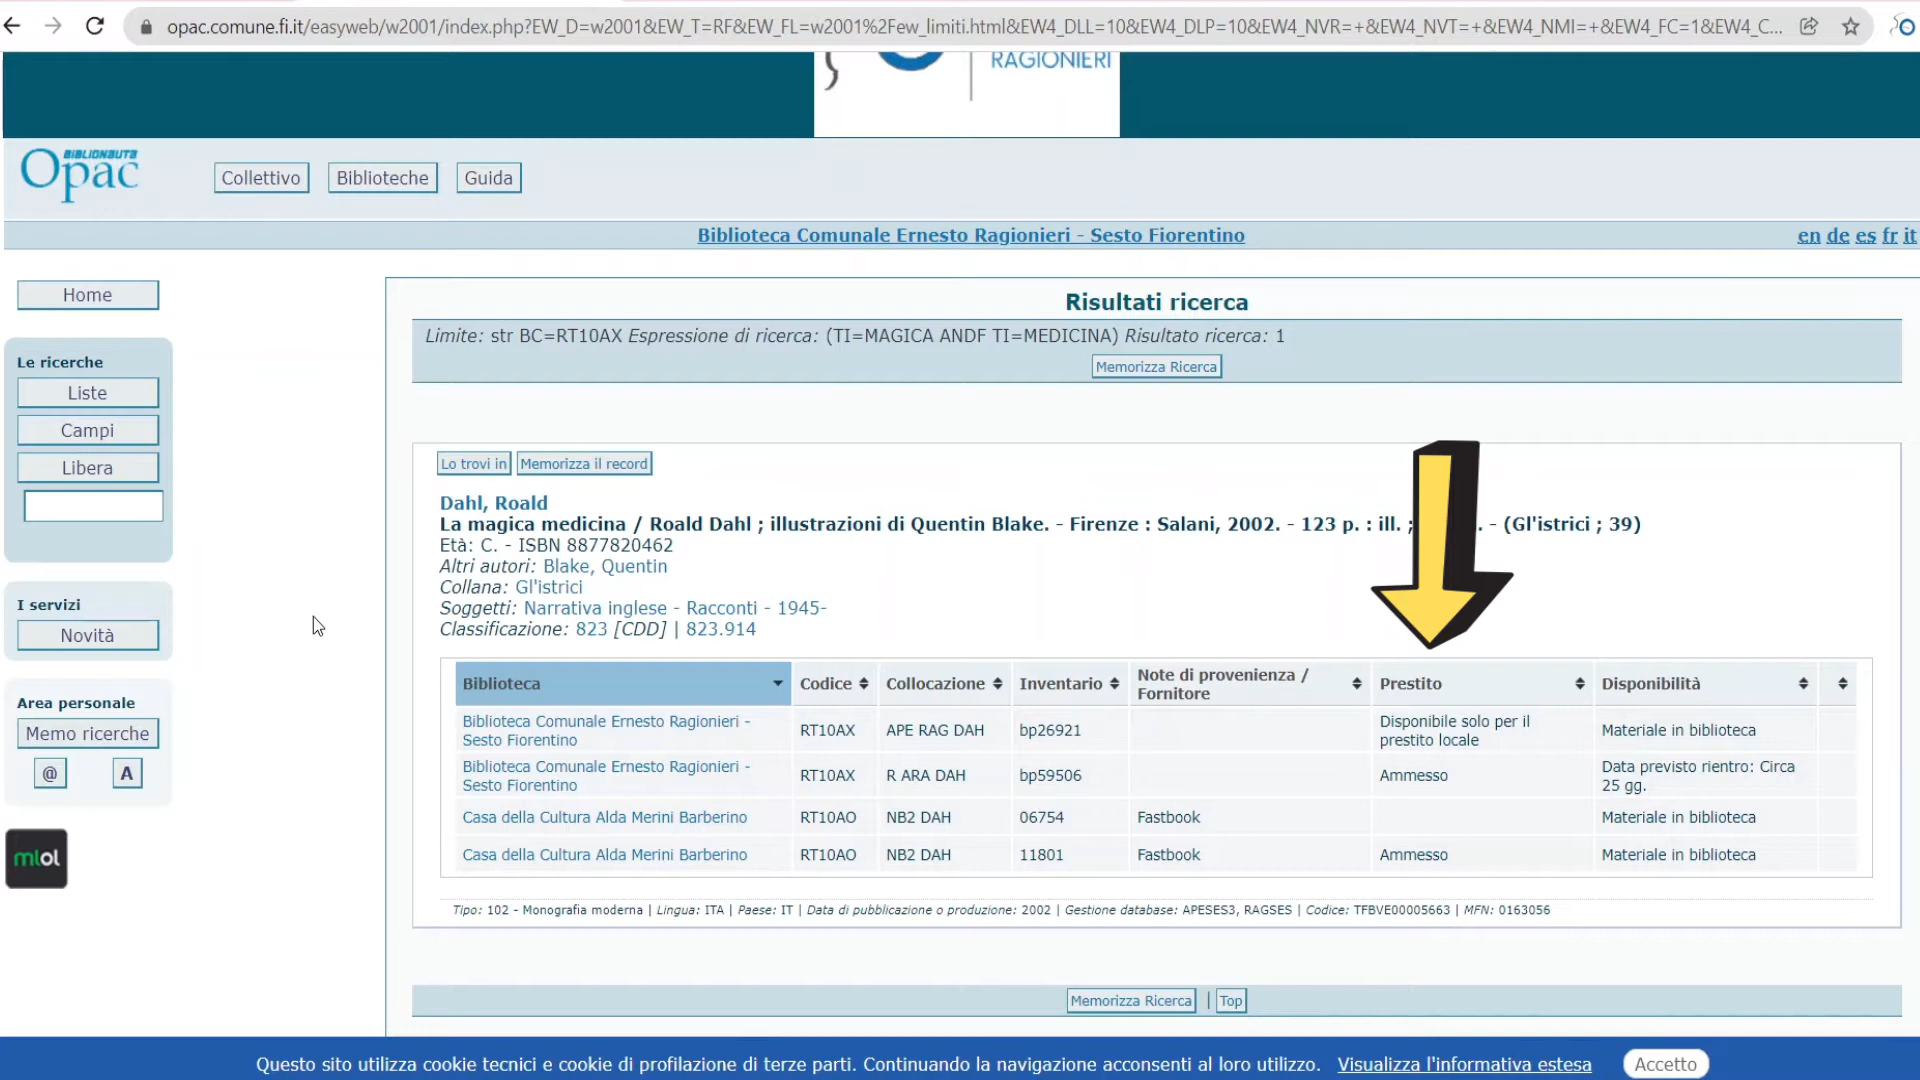 opac.comune.fi.it/easyweb/w2001/index.php?EW_D=w2001&EW_T=RF&EW_FL=w2001%2Few_limiti.html&EW4_DLL=10&EW4_DLP=10&EW4_NVR=+&EW4_NVT=+&EW4_NMI=+&EW4_FC=1&EW4_C...
RAGIONIERI
BIBLIONAUTA
Opac
Collettivo Biblioteche Guida
Biblioteca Comunale Ernesto Ragionieri - Sesto Fiorentino
en de es fr it
Home
Le ricerche
Liste
Campi
Libera
I servizi
Novità
Area personale
Memo ricerche
@ A
mlol
Risultati ricerca
Limite: str BC=RT10AX Espressione di ricerca: (TI=MAGICA ANDF TI=MEDICINA) Risultato ricerca: 1
Memorizza Ricerca
Lo trovi in Memorizza il record
Dahl, Roald
La magica medicina / Roald Dahl ; illustrazioni di Quentin Blake. - Firenze : Salani, 2002. - 123 p. : ill. ; . - (Gl'istrici ; 39)
Età: C. - ISBN 8877820462
Altri autori: Blake, Quentin
Collana: Gl'istrici
Soggetti: Narrativa inglese - Racconti - 1945-
Classificazione: 823 [CDD] | 823.914
Biblioteca Codice Collocazione Inventario Note di provenienza / Fornitore Prestito Disponibilità
Biblioteca Comunale Ernesto Ragionieri - Sesto Fiorentino RT10AX APE RAG DAH bp26921 Disponibile solo per il prestito locale Materiale in biblioteca
Biblioteca Comunale Ernesto Ragionieri - Sesto Fiorentino RT10AX R ARA DAH bp59506 Ammesso Data previsto rientro: Circa 25 gg.
Casa della Cultura Alda Merini Barberino RT10AO NB2 DAH 06754 Fastbook Materiale in biblioteca
Casa della Cultura Alda Merini Barberino RT10AO NB2 DAH 11801 Fastbook Ammesso Materiale in biblioteca
Tipo: 102 - Monografia moderna | Lingua: ITA | Paese: IT | Data di pubblicazione o produzione: 2002 | Gestione database: APESES3, RAGSES | Codice: TFBVE00005663 | MFN: 0163056
Memorizza Ricerca | Top
Questo sito utilizza cookie tecnici e cookie di profilazione di terze parti. Continuando la navigazione acconsenti al loro utilizzo. Visualizza l'informativa estesa Accetto